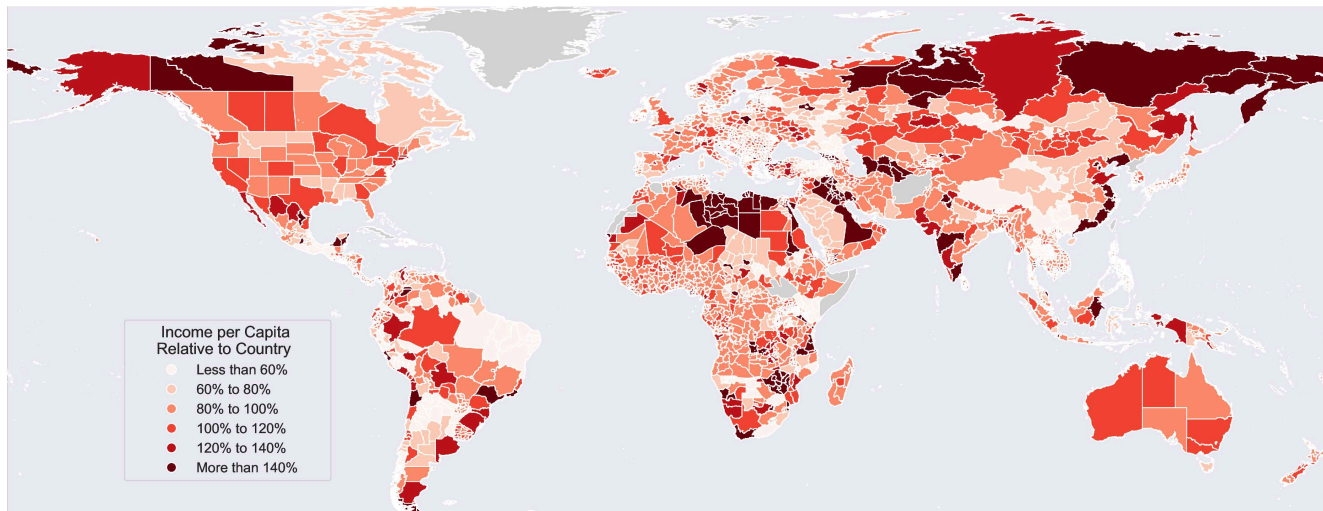 Income per Capita
Relative to Country
Less than 60%
60% to 80%
80% to 100%
100% to 120%
120% to 140%
More than 140%